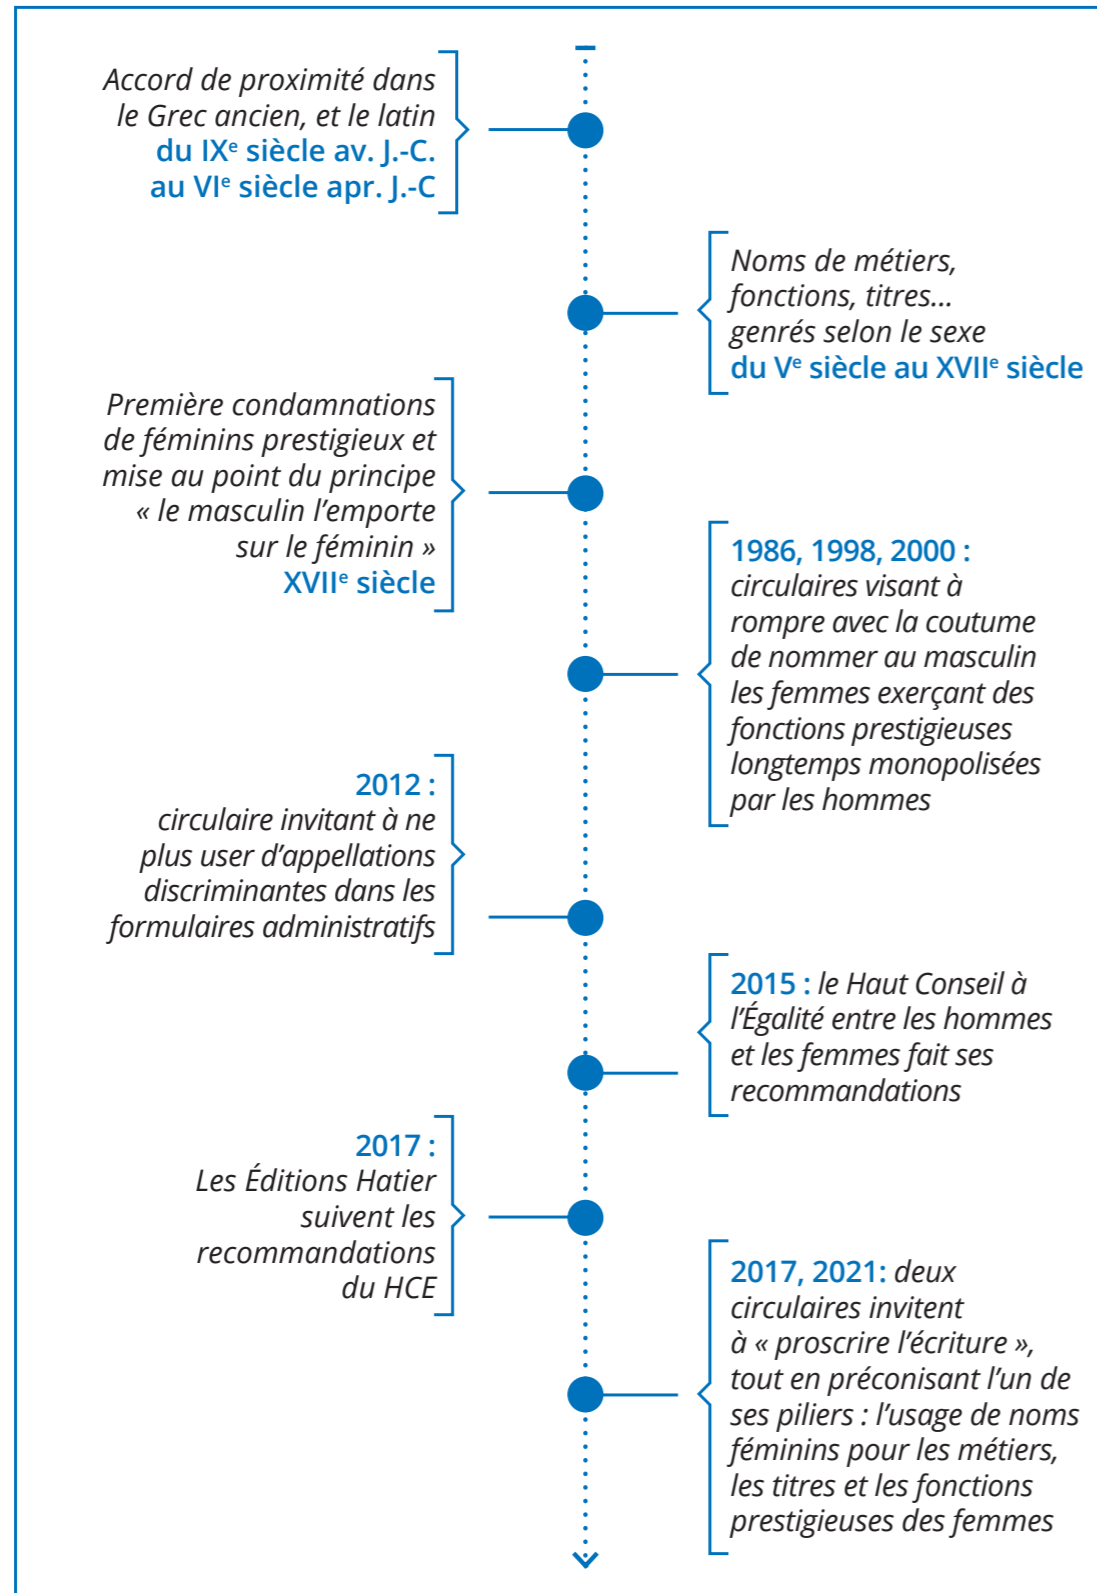 Accord de proximité dans
le Grec ancien, et le latin
du IXe siècle av. J.-C.
au VIe siècle apr. J.-C
Noms de métiers,
fonctions, titres...
genrés selon le sexe
du Ve siècle au XVIIe siècle
Première condamnations
de féminins prestigieux et
mise au point du principe
« le masculin l'emporte
sur le féminin »
XVIIe siècle
1986, 1998, 2000 :
circulaires visant à
rompre avec la coutume
de nommer au masculin
les femmes exerçant des
fonctions prestigieuses
longtemps monopolisées
par les hommes
2012 :
circulaire invitant à ne
plus user d'appellations
discriminantes dans les
formulaires administratifs
2015 : le Haut Conseil à
l'Égalité entre les hommes
et les femmes fait ses
recommandations
2017 :
Les Éditions Hatier
suivent les
recommandations
du HCE
2017, 2021: deux
circulaires invitent
à « proscrire l'écriture »,
tout en préconisant l'un de
ses piliers : l'usage de noms
féminins pour les métiers,
les titres et les fonctions
prestigieuses des femmes